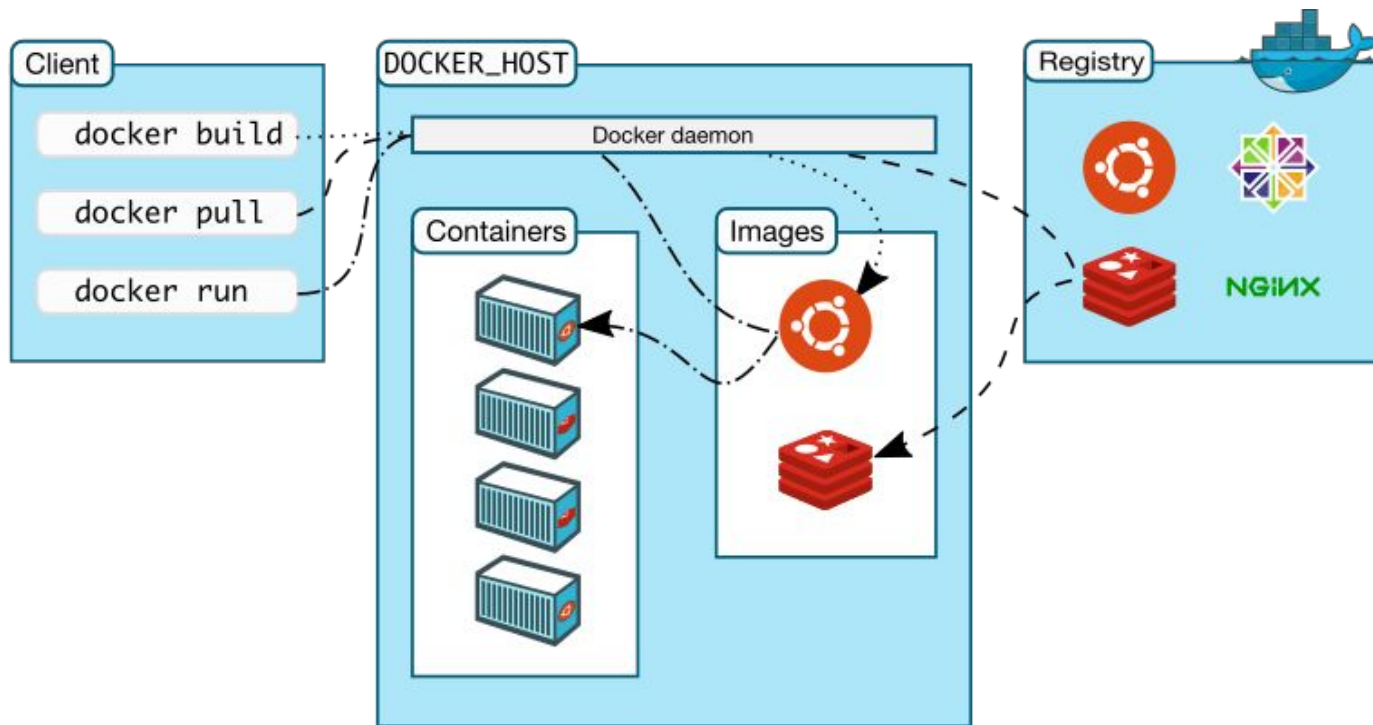 Client
docker build
docker pull
docker run
DOCKER_HOST
Docker daemon
Containers
Images
Registry
NGiNX